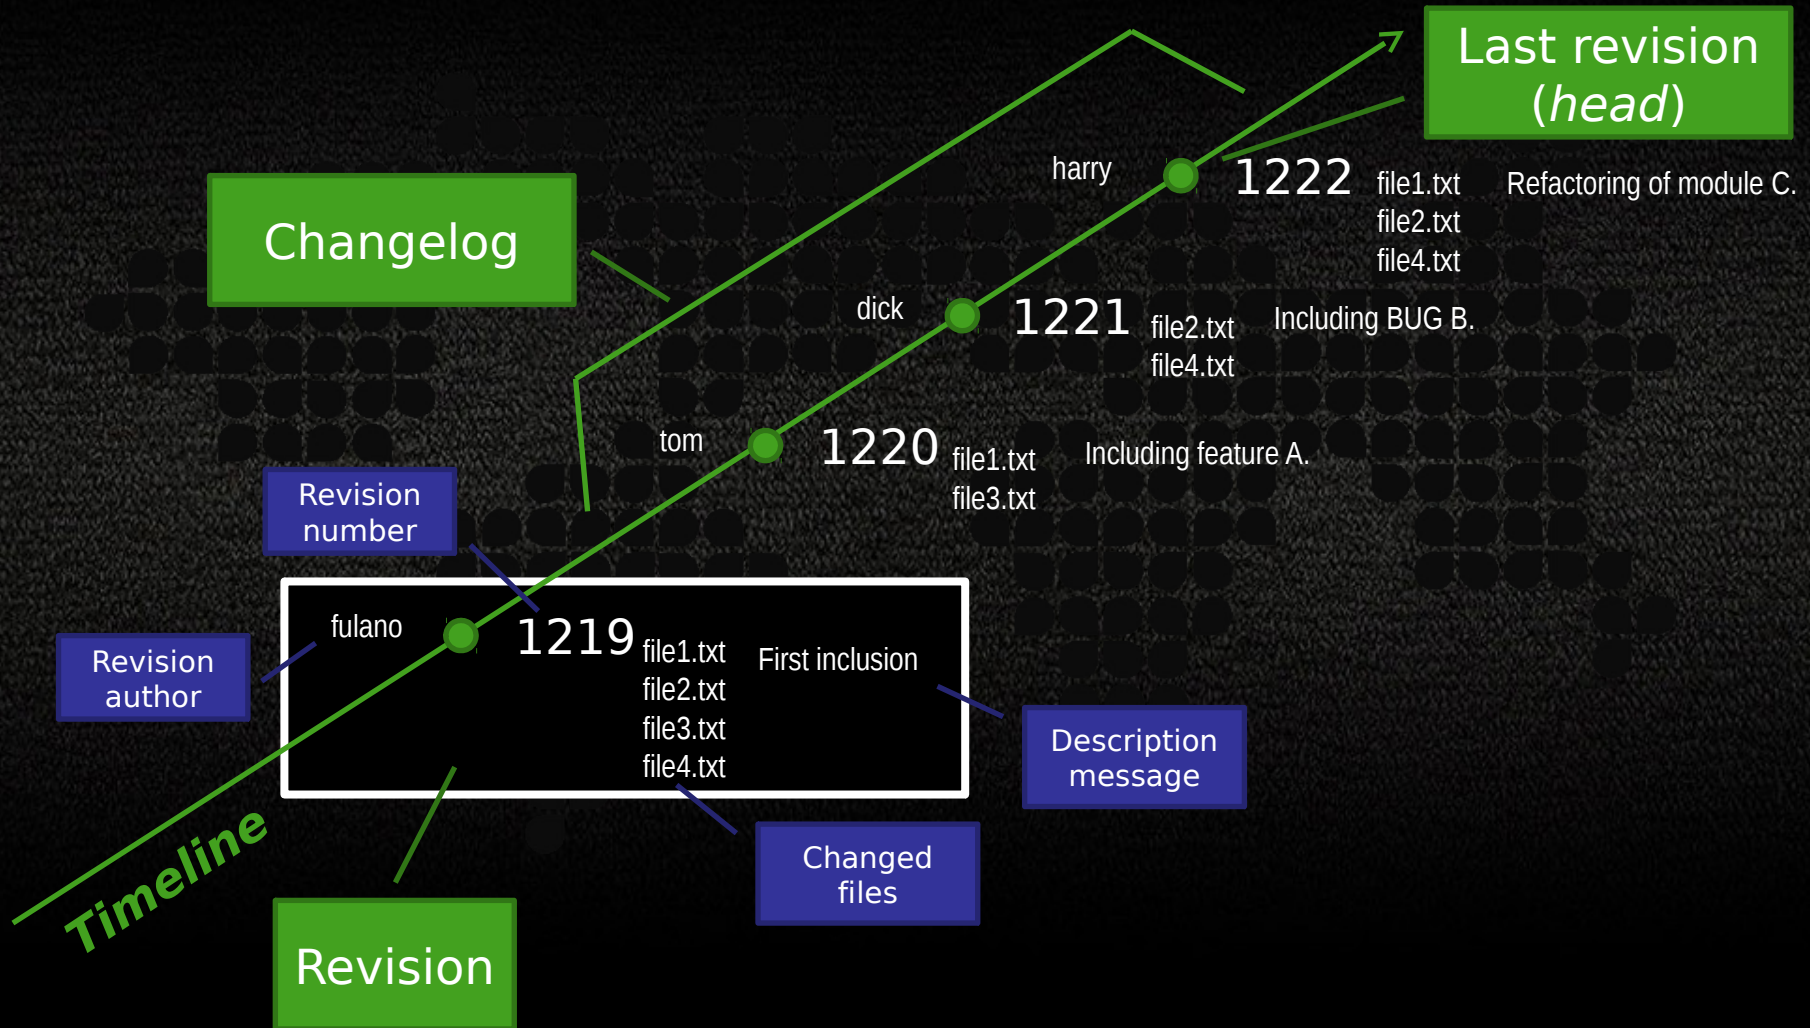 Last revision
(head)
harry
1222
file1.txt
file2.txt
file4.txt
Refactoring of module C.
Changelog
dick
1221
file2.txt
file4.txt
Including BUG B.
tom
1220
file1.txt
file3.txt
Including feature A.
Revision
number
fulano
1219
file1.txt
file2.txt
file3.txt
file4.txt
First inclusion
Revision
author
Description
message
Changed
files
Timeline
Revision